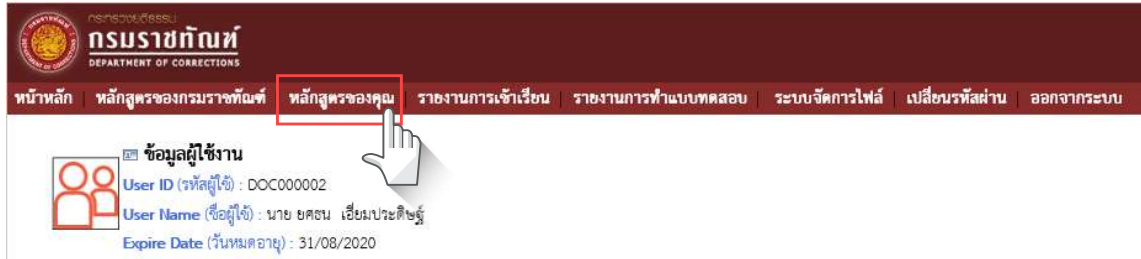 กระทรวงยุติธรรม
กรมราชทัณฑ์
DEPARTMENT OF CORRECTIONS
หน้าหลัก หลักสูตรของกรมราชทัณฑ์ หลักสูตรของคุณ รายงานการเข้าเรียน รายงานการทำแบบทดสอบ ระบบจัดการไฟล์ เปลี่ยนรหัสผ่าน ออกจากระบบ
ข้อมูลผู้ใช้งาน
User ID (รหัสผู้ใช้) : DOC000002
User Name (ชื่อผู้ใช้) : นาย ยศธน เอี่ยมประดิษฐ์
Expire Date (วันหมดอายุ) : 31/08/2020